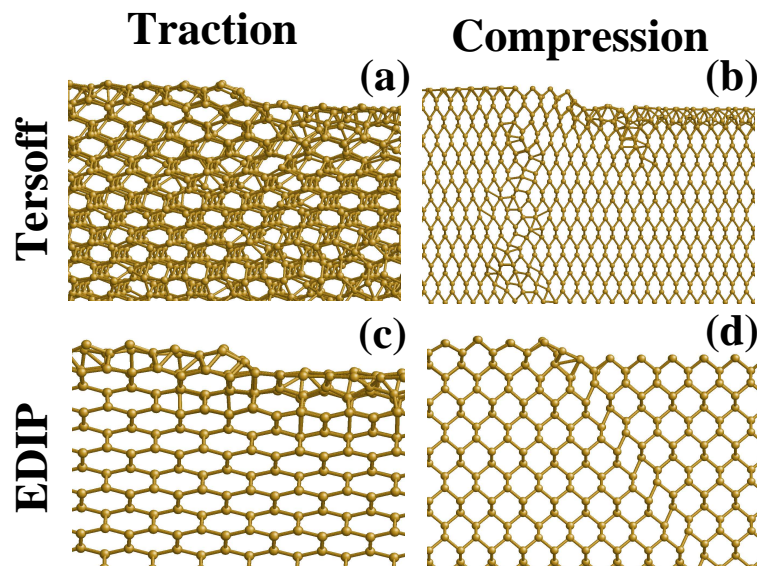 Traction
Compression
Tersoff
(a)
(b)
EDIP
(c)
(d)